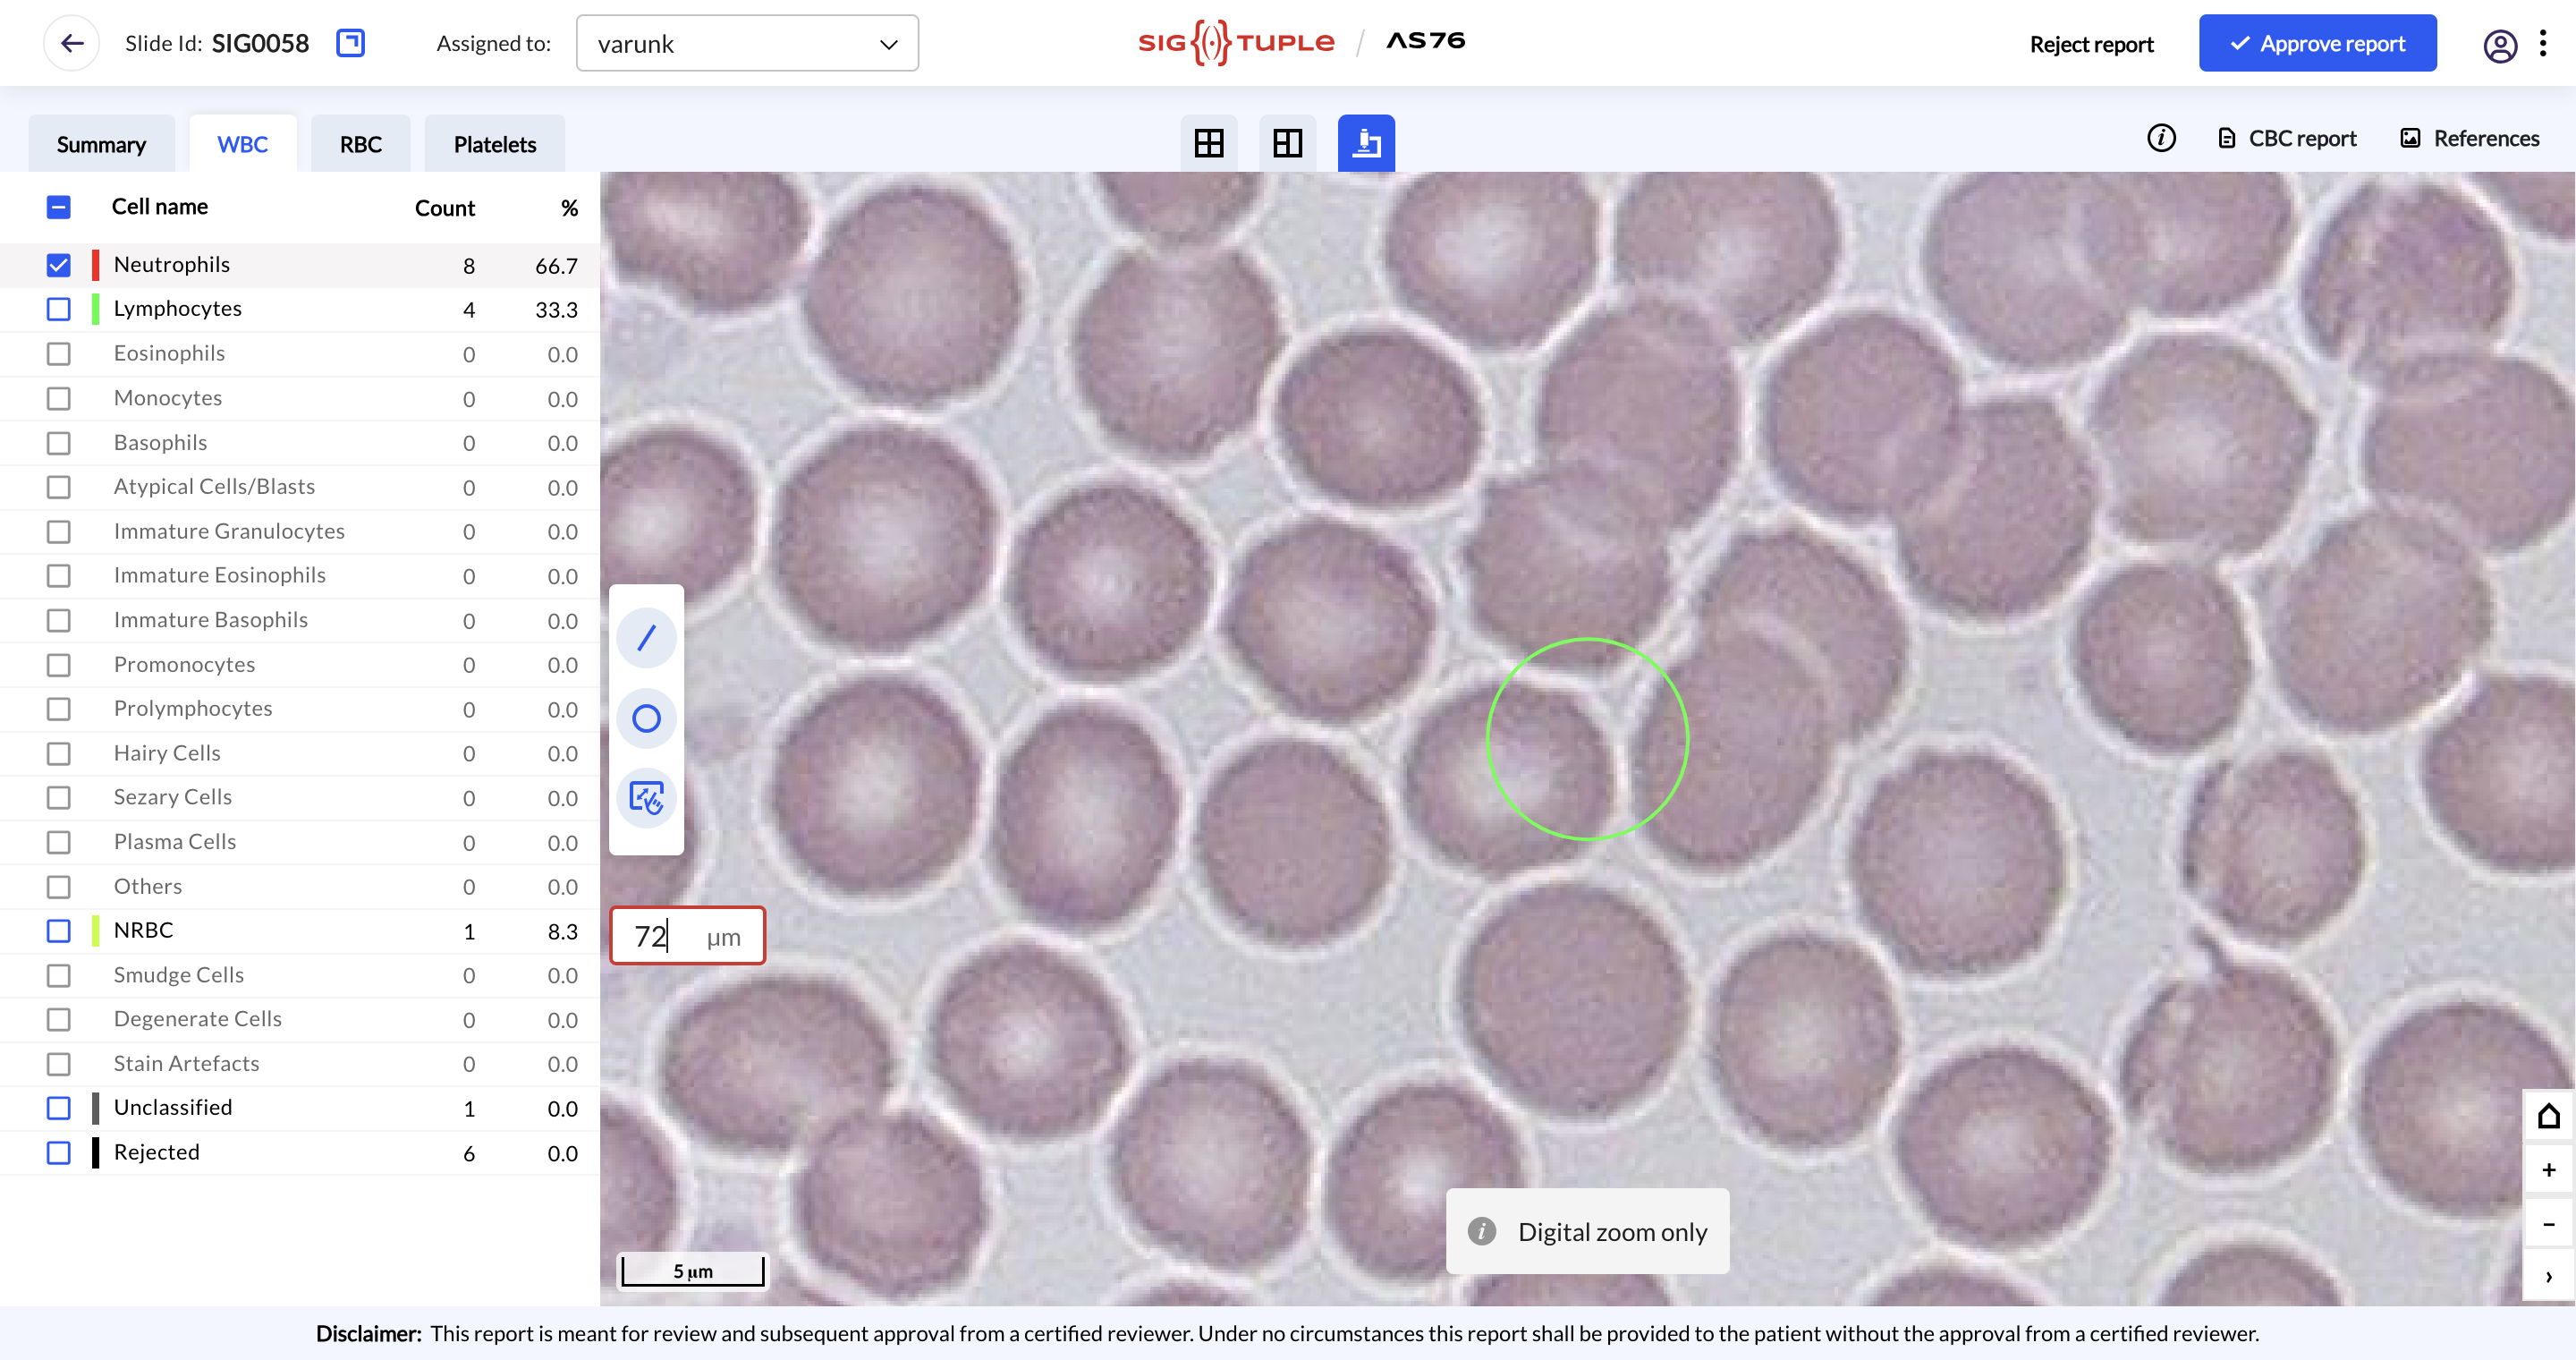 Slide Id: SIG0058 Assigned to: varunk SIG{(·)}TUPLE / ΛS76 Reject report Approve report
Summary WBC RBC Platelets CBC report References
Cell name Count %
Neutrophils 8 66.7
Lymphocytes 4 33.3
Eosinophils 0 0.0
Monocytes 0 0.0
Basophils 0 0.0
Atypical Cells/Blasts 0 0.0
Immature Granulocytes 0 0.0
Immature Eosinophils 0 0.0
Immature Basophils 0 0.0
Promonocytes 0 0.0
Prolymphocytes 0 0.0
Hairy Cells 0 0.0
Sezary Cells 0 0.0
Plasma Cells 0 0.0
Others 0 0.0
NRBC 1 8.3
Smudge Cells 0 0.0
Degenerate Cells 0 0.0
Stain Artefacts 0 0.0
Unclassified 1 0.0
Rejected 6 0.0
72 µm
Digital zoom only
5 µm
Disclaimer: This report is meant for review and subsequent approval from a certified reviewer. Under no circumstances this report shall be provided to the patient without the approval from a certified reviewer.